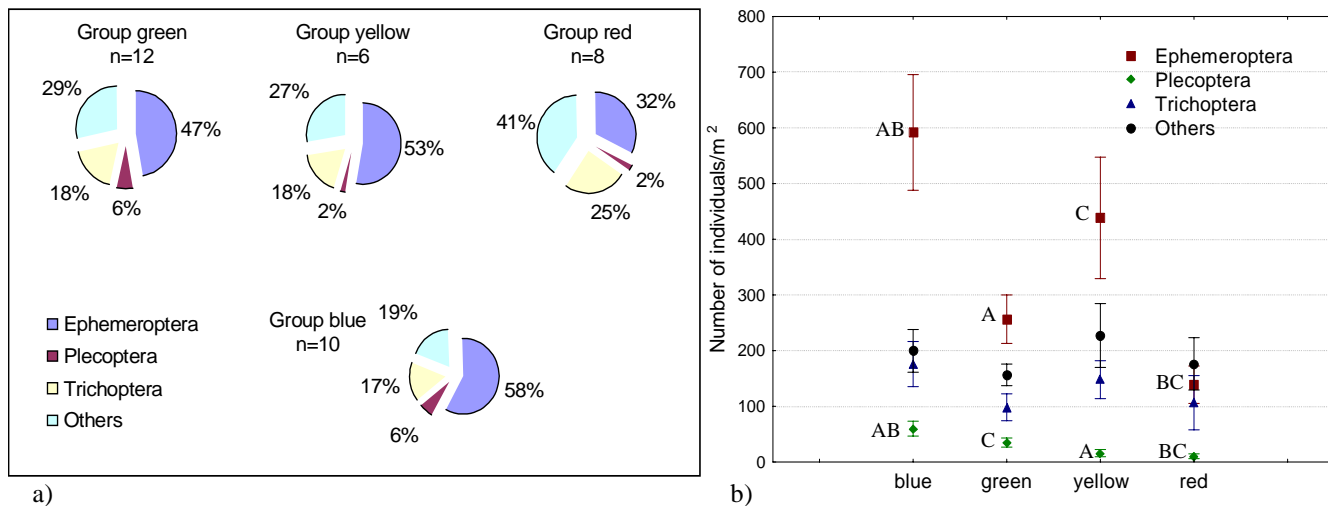 Group green
n=12
29%
47%
18%
6%
Group yellow
n=6
27%
53%
18%
2%
Group red
n=8
32%
41%
2%
25%
Ephemeroptera
Plecoptera
Trichoptera
Others
Group blue
n=10
19%
58%
17%
6%
a)
800
700
600
500
400
300
200
100
0
Number of individuals/m²
Ephemeroptera
Plecoptera
Trichoptera
Others
AB
C
A
BC
AB
C
A
BC
blue green yellow red
b)